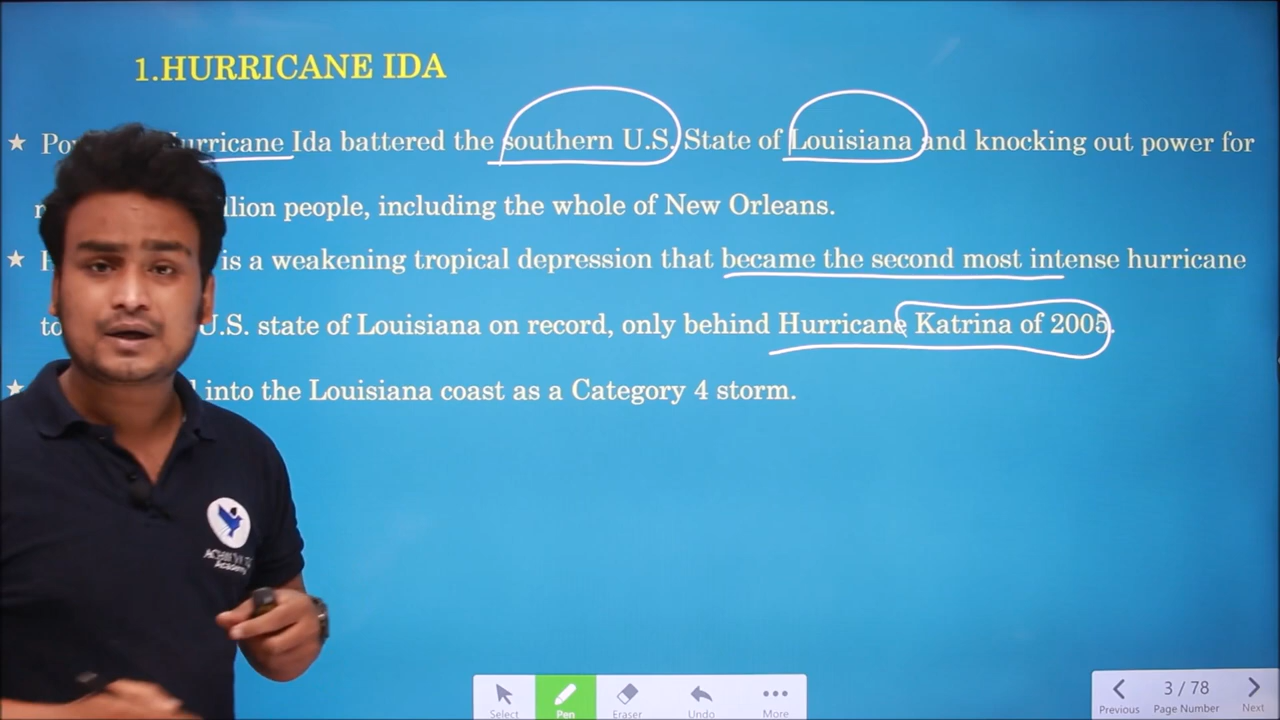 1.HURRICANE IDA
★ Hurricane Ida battered the southern U.S. State of Louisiana and knocking out power for
people, including the whole of New Orleans.
★ is a weakening tropical depression that became the second most intense hurricane
U.S. state of Louisiana on record, only behind Hurricane Katrina of 2005.
★ into the Louisiana coast as a Category 4 storm.
Academy
Select Pen Eraser Undo More
Previous 3 / 78 Page Number Next